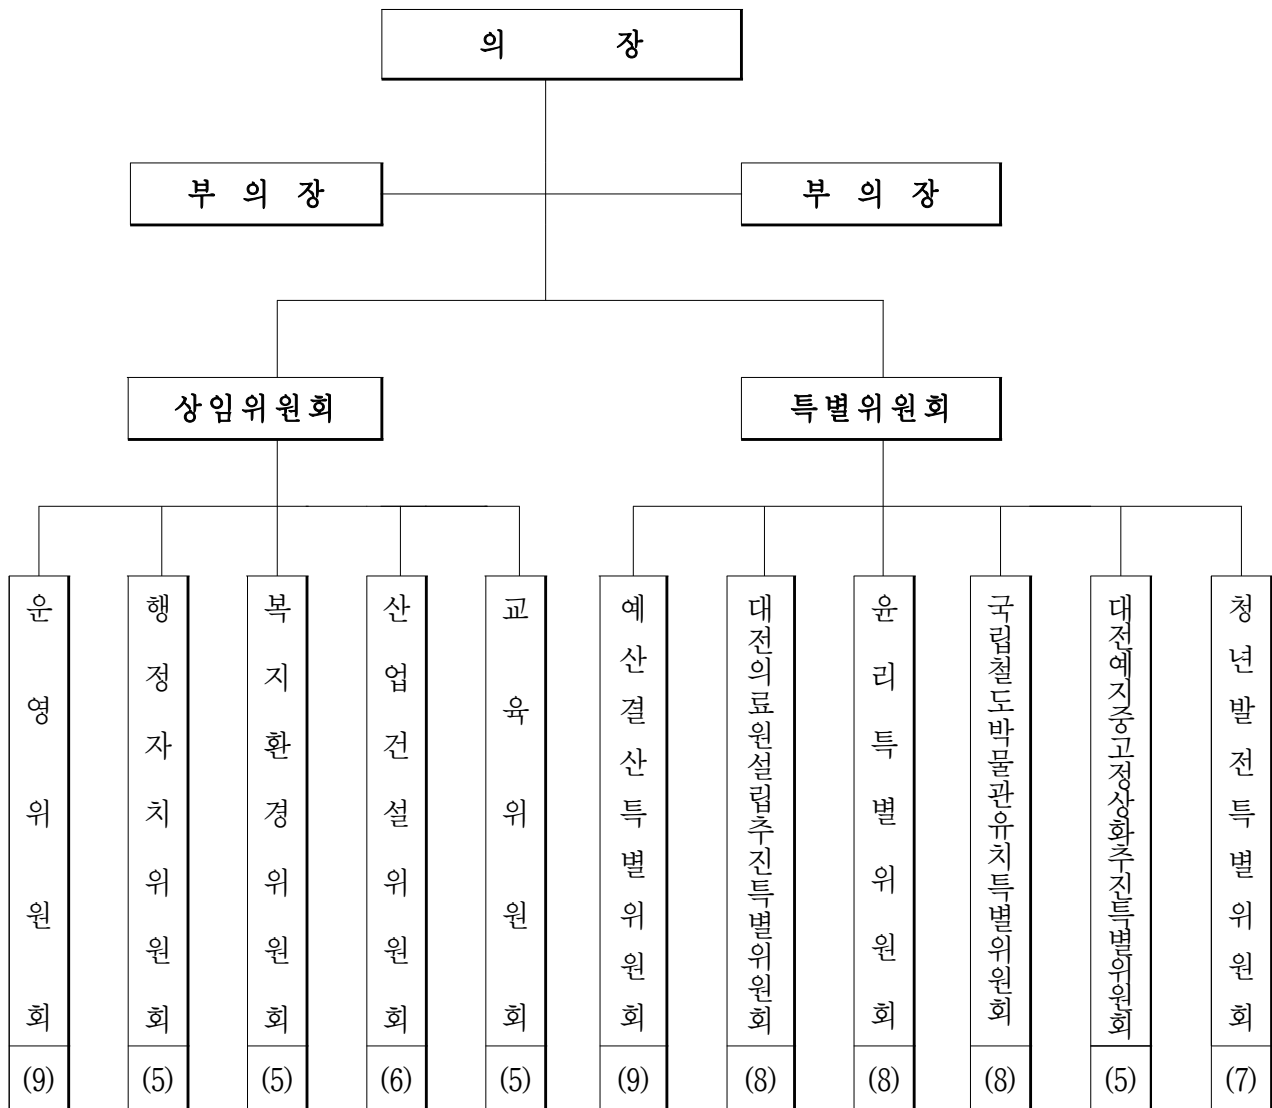 의 장
부 의 장
부 의 장
상임위원회
특별위원회
운영위원회
행정자치위원회
복지환경위원회
산업건설위원회
교육위원회
예산결산특별위원회
대전의료원설립추진특별위원회
윤리특별위원회
국립철도박물관유치특별위원회
대전예지중고정상화추진특별위원회
청년발전특별위원회
(9)
(5)
(5)
(6)
(5)
(9)
(8)
(8)
(8)
(5)
(7)